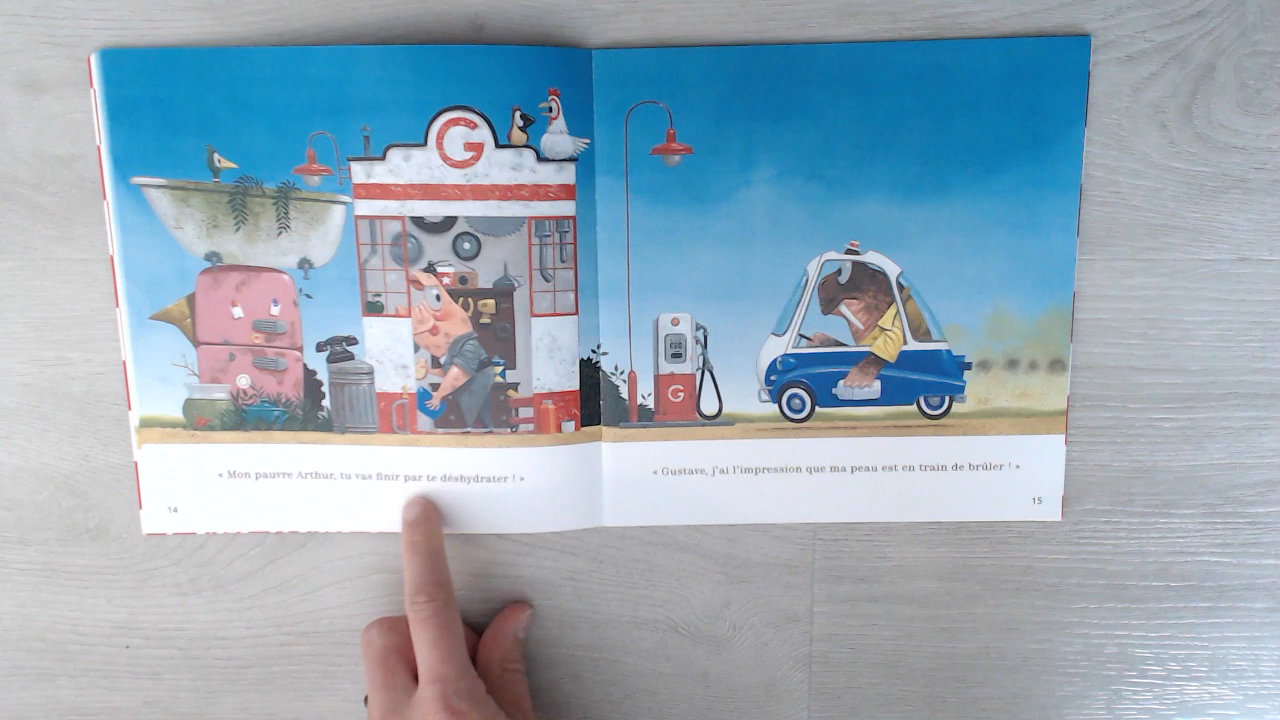 G
« Mon pauvre Arthur, tu vas finir par te déshydrater ! »
14
G
« Gustave, j'ai l'impression que ma peau est en train de brûler ! »
15